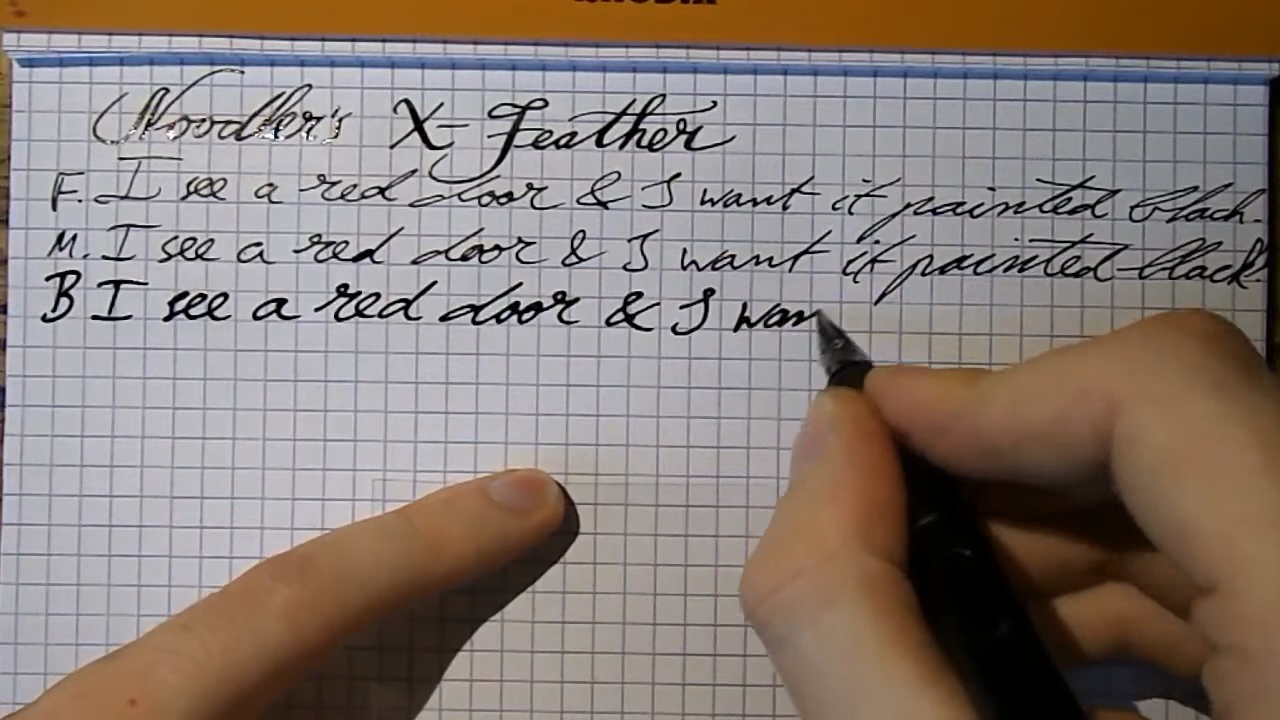 RHODIA
Noodler's X-Feather
F. I see a red door & I want it painted black.
M. I see a red door & I want it painted black.
B I see a red door & I wan